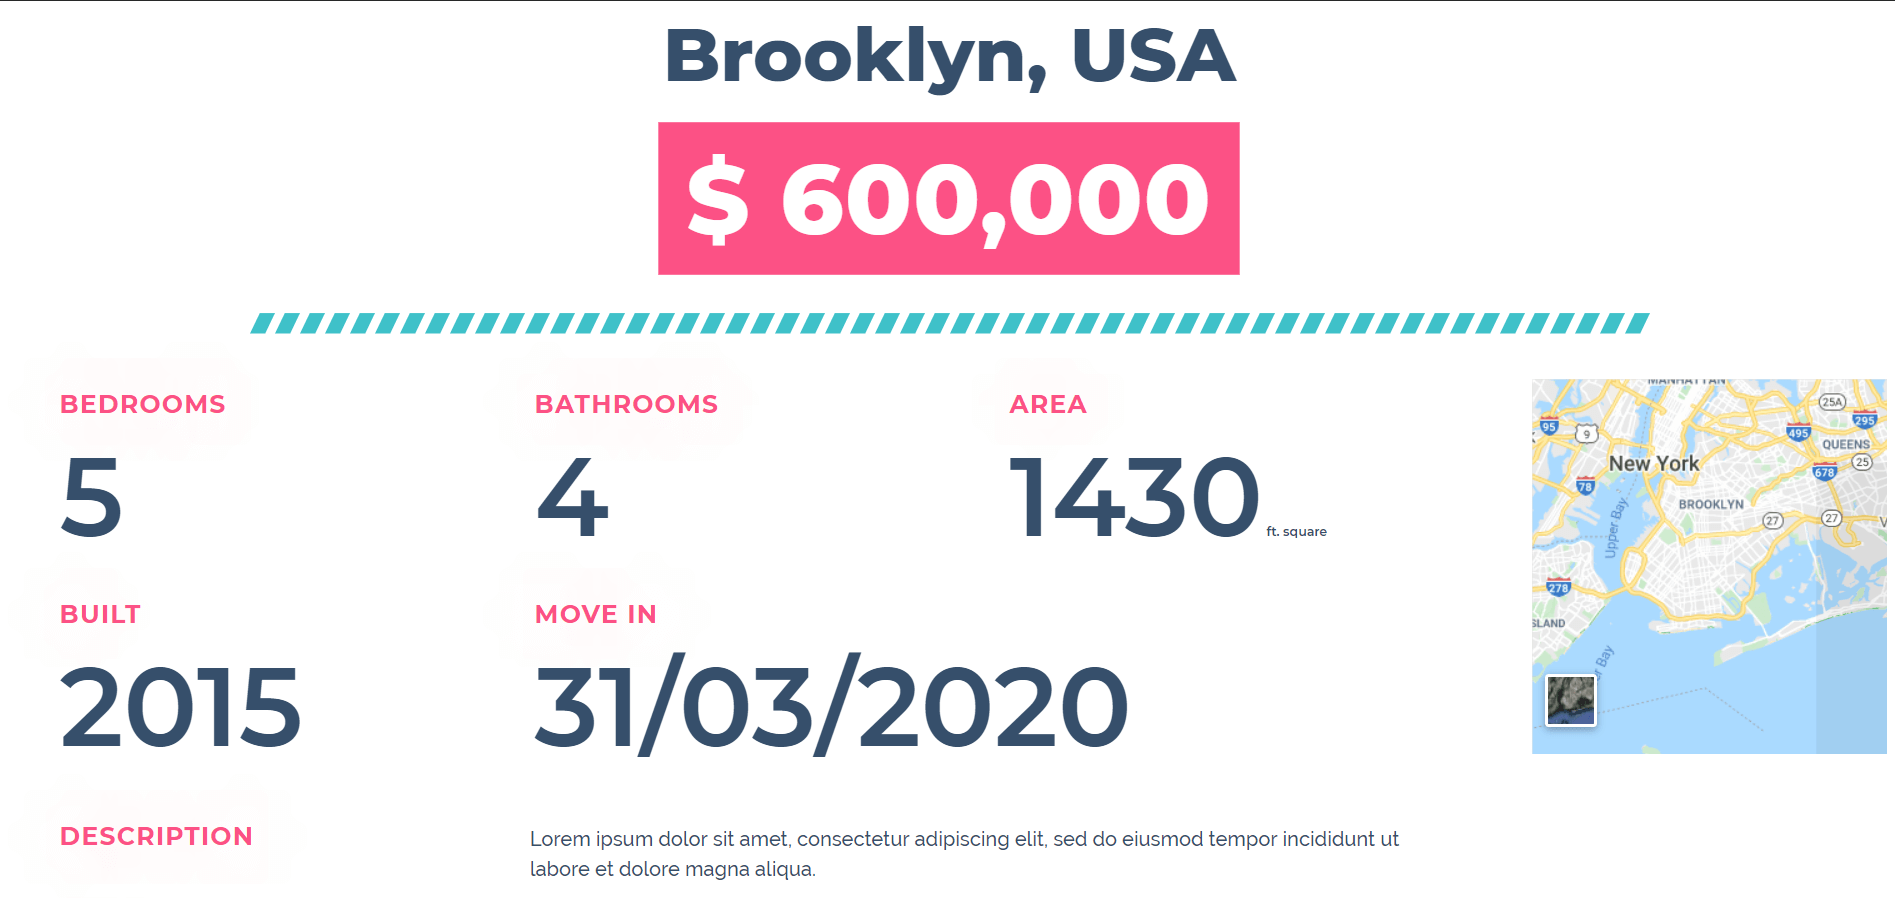 Brooklyn, USA
$ 600,000
BEDROOMS
5
BATHROOMS
4
AREA
1430 ft. square
BUILT
2015
MOVE IN
31/03/2020
DESCRIPTION
Lorem ipsum dolor sit amet, consectetur adipiscing elit, sed do eiusmod tempor incididunt ut
labore et dolore magna aliqua.
MANHATTAN
25A
95
9
495
295
QUEENS
New York
678
25
78
BROOKLYN
27
27
Upper Bay
278
SLAND
r Bay